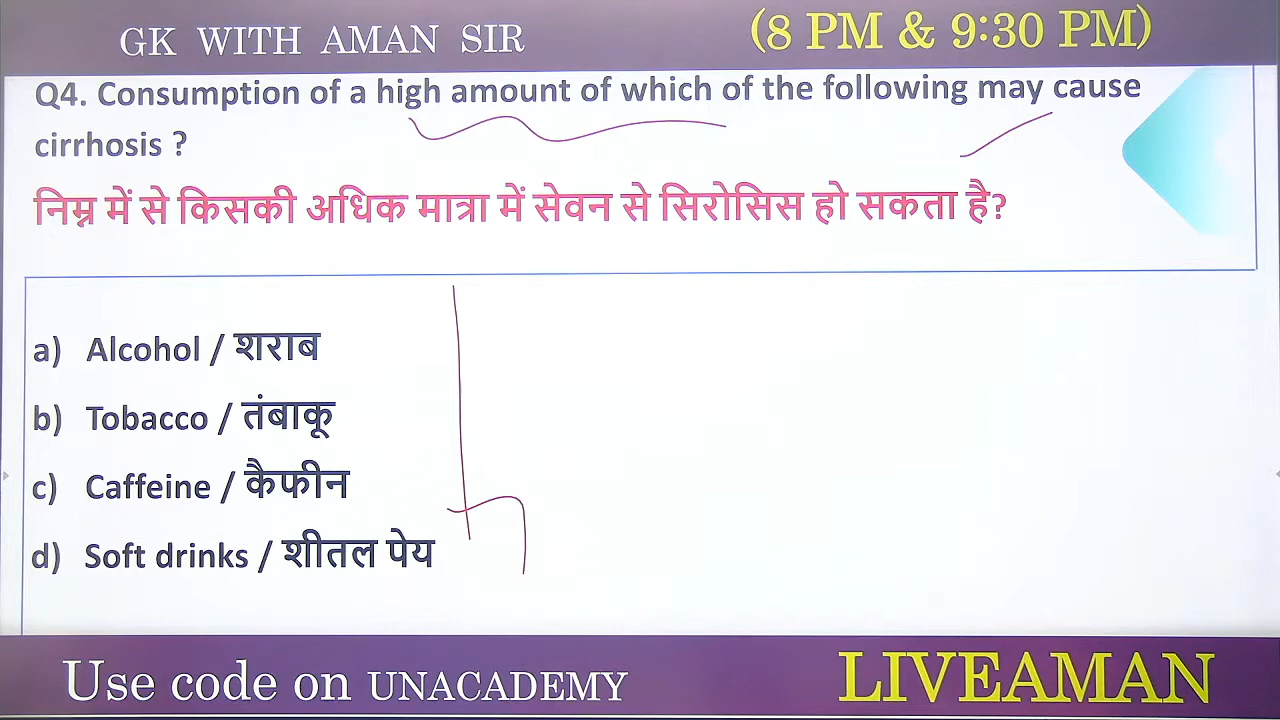 GK WITH AMAN SIR
(8 PM & 9:30 PM)
Q4. Consumption of a high amount of which of the following may cause
cirrhosis ?
निम्न में से किसकी अधिक मात्रा में सेवन से सिरोसिस हो सकता है?
a) Alcohol / शराब
b) Tobacco / तंबाकू
c) Caffeine / कैफीन
d) Soft drinks / शीतल पेय
Use code on UNACADEMY
LIVEAMAN